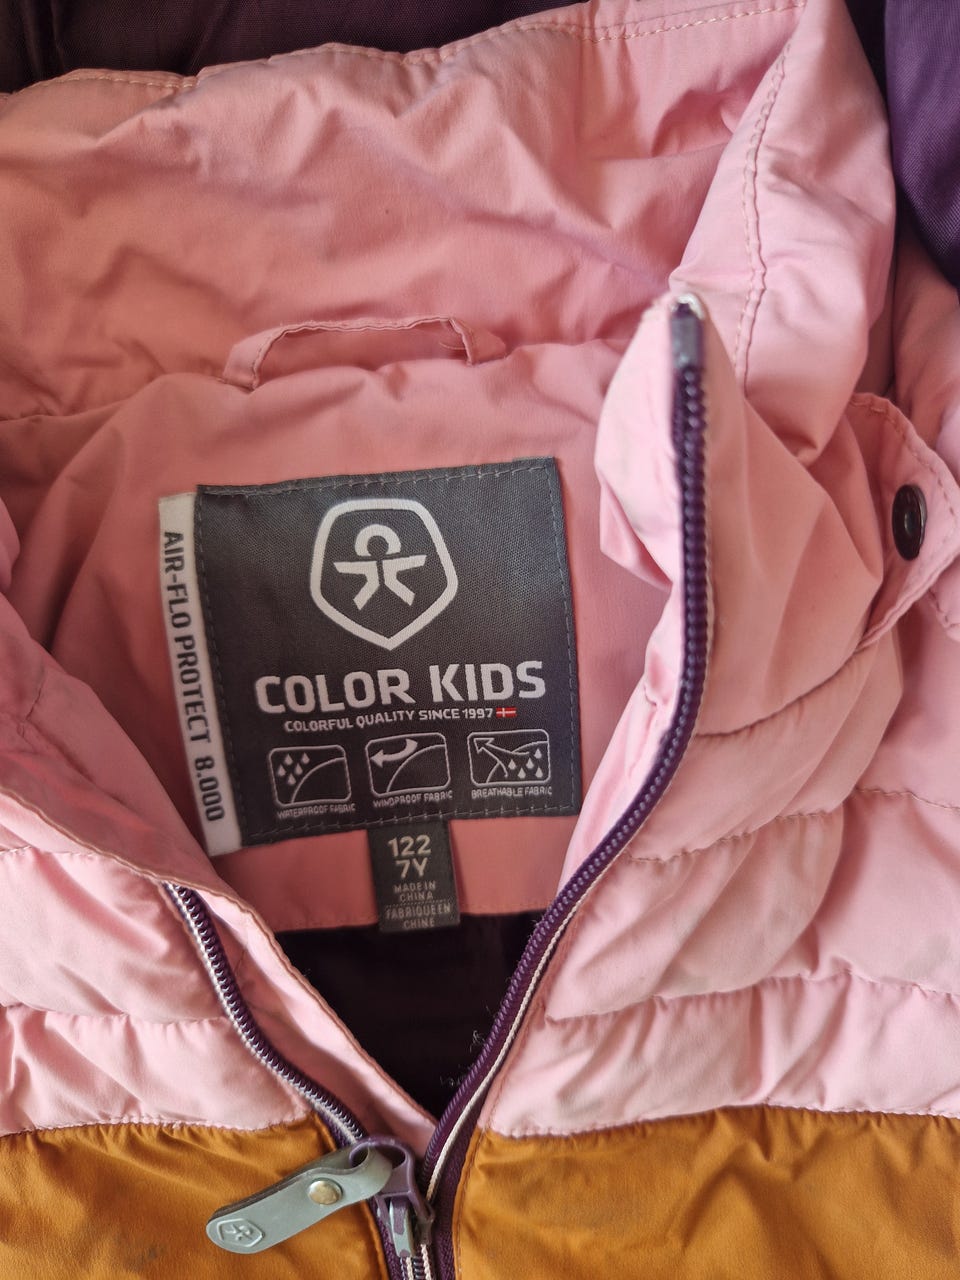 AIR-FLO PROTECT 8.000
COLOR KIDS
COLORFUL QUALITY SINCE 1997
WATERPROOF FABRIC
WINDPROOF FABRIC
BREATHABLE FABRIC
122
7Y
MADE IN
CHINA
FABRIQUE EN
CHINE